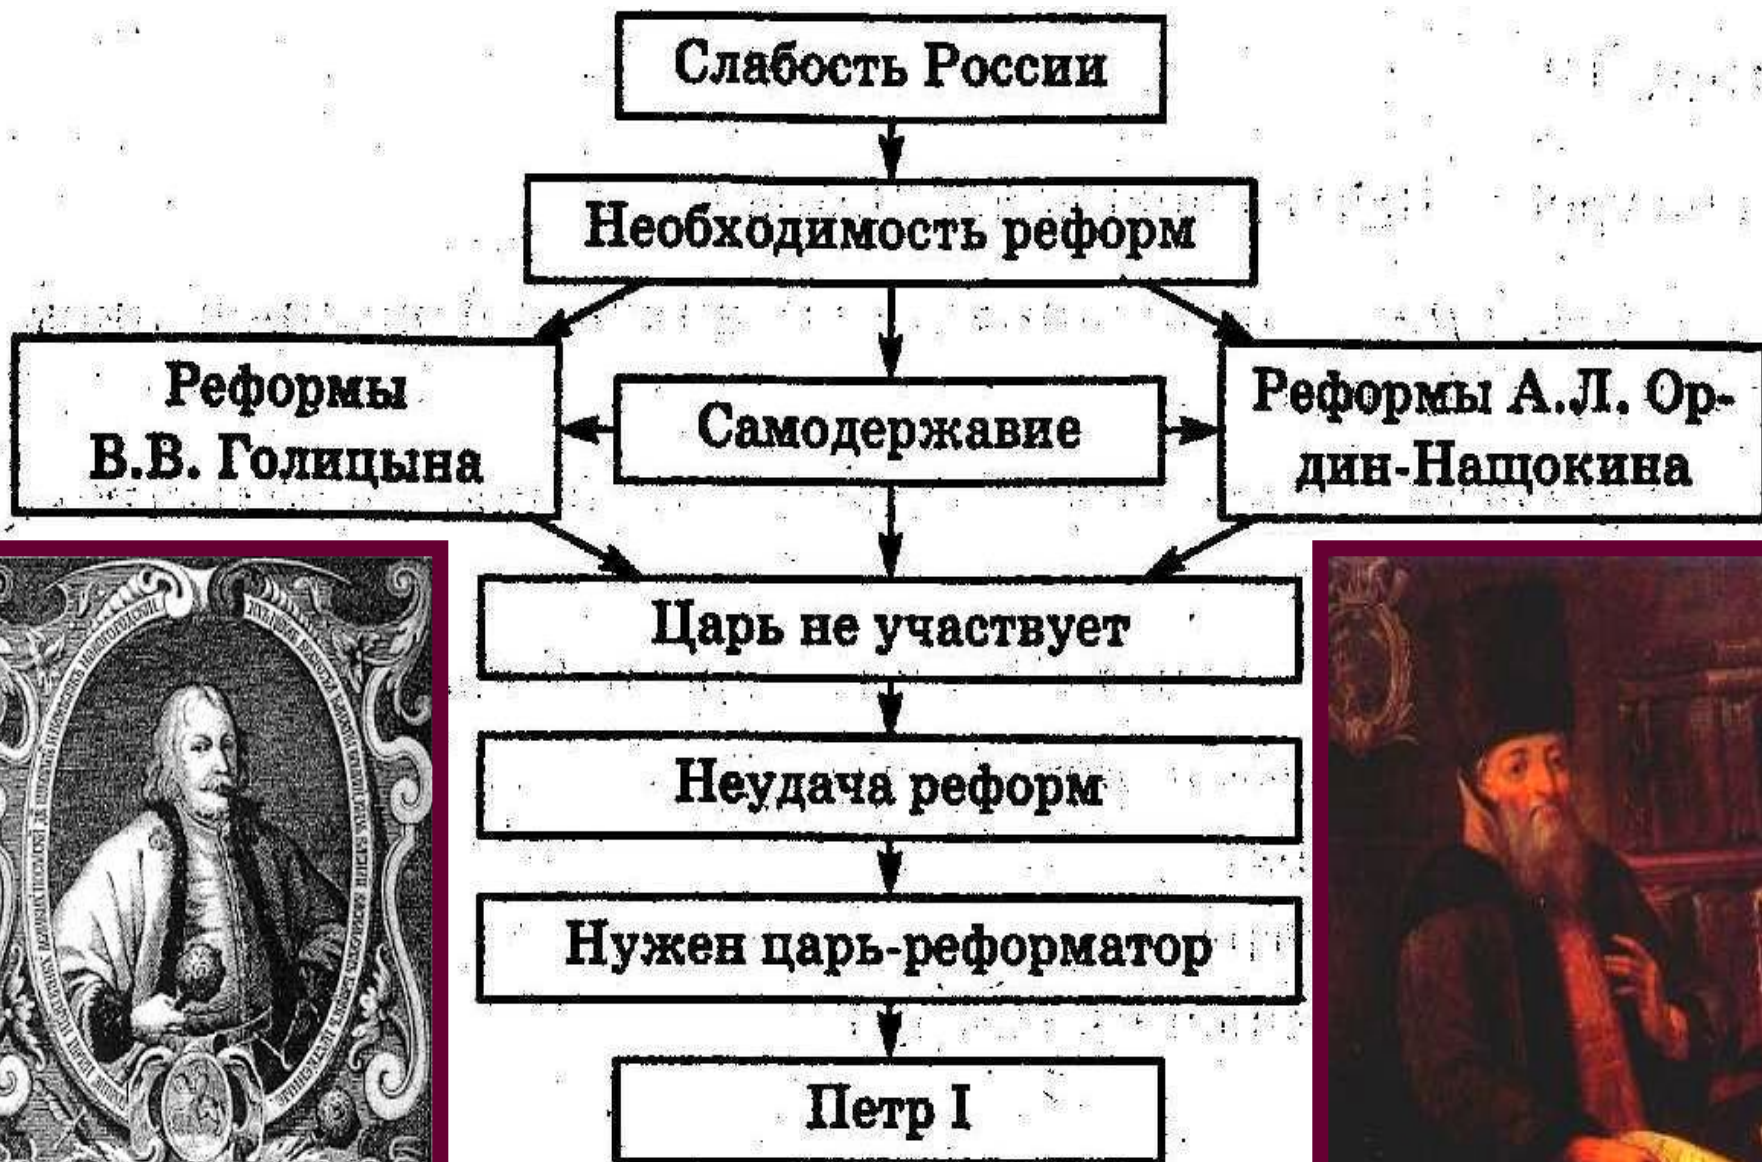 Слабость России
Необходимость реформ
Реформы
В.В. Голицына
Самодержавие
Реформы А.Л. Ор-
дин-Нащокина
Царь не участвует
Неудача реформ
Нужен царь-реформатор
Петр I